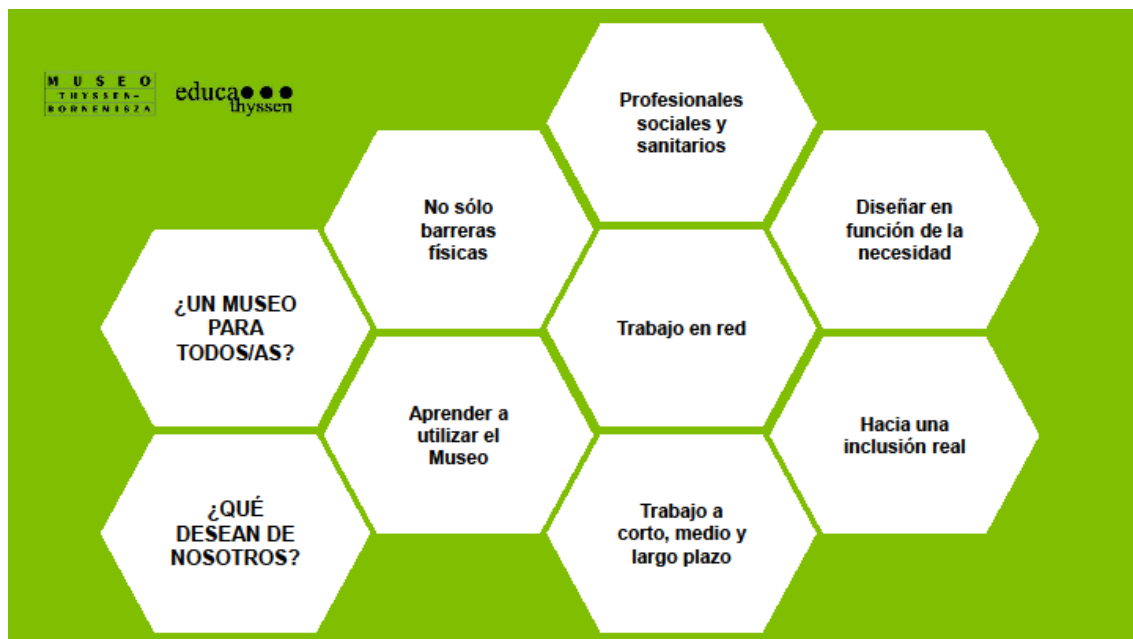 MUSEO
THYSSEN-
BORNEMISZA
educa
thyssen
Profesionales
sociales y
sanitarios
No sólo
barreras
físicas
Diseñar en
función de la
necesidad
¿UN MUSEO
PARA
TODOS/AS?
Trabajo en red
Aprender a
utilizar el
Museo
Hacia una
inclusión real
¿QUÉ
DESEAN DE
NOSOTROS?
Trabajo a
corto, medio y
largo plazo